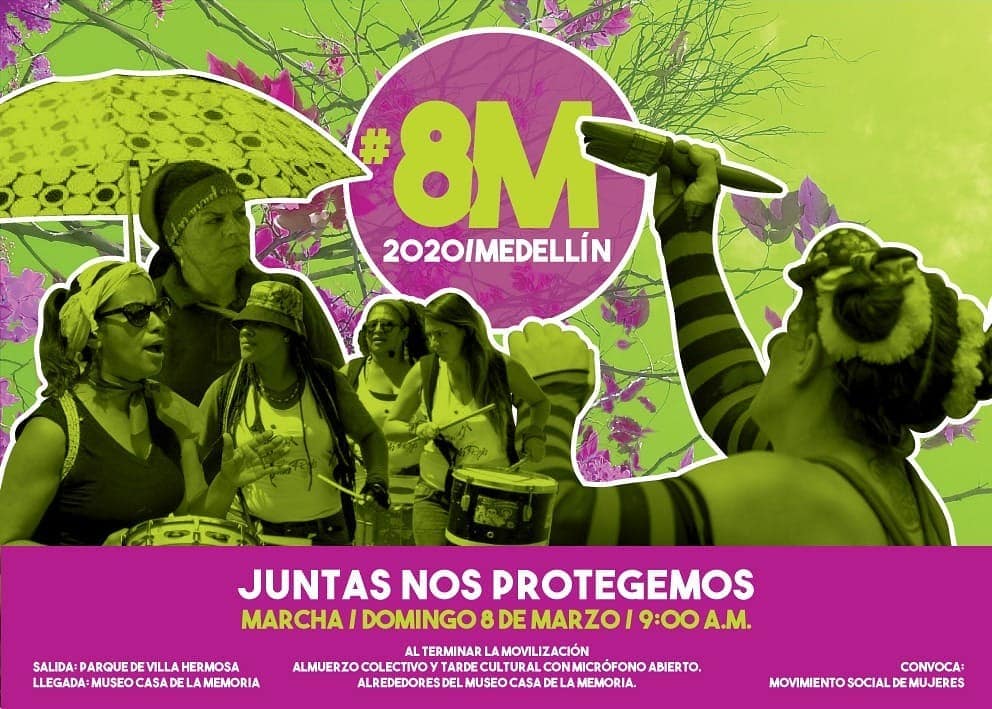 #8M
2020/MEDELLÍN
JUNTAS NOS PROTEGEMOS
MARCHA / DOMINGO 8 DE MARZO / 9:00 A.M.
SALIDA: PARQUE DE VILLA HERMOSA
LLEGADA: MUSEO CASA DE LA MEMORIA
AL TERMINAR LA MOVILIZACIÓN
ALMUERZO COLECTIVO Y TARDE CULTURAL CON MICRÓFONO ABIERTO.
ALREDEDORES DEL MUSEO CASA DE LA MEMORIA.
CONVOCA:
MOVIMIENTO SOCIAL DE MUJERES